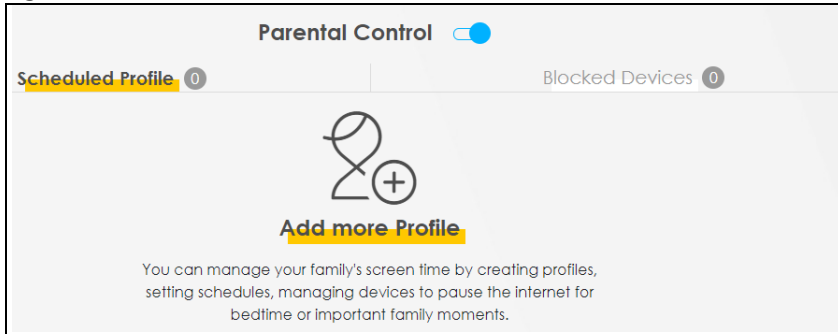 Parental Control
Scheduled Profile 0
Blocked Devices 0
Add more Profile
You can manage your family's screen time by creating profiles,
setting schedules, managing devices to pause the internet for
bedtime or important family moments.